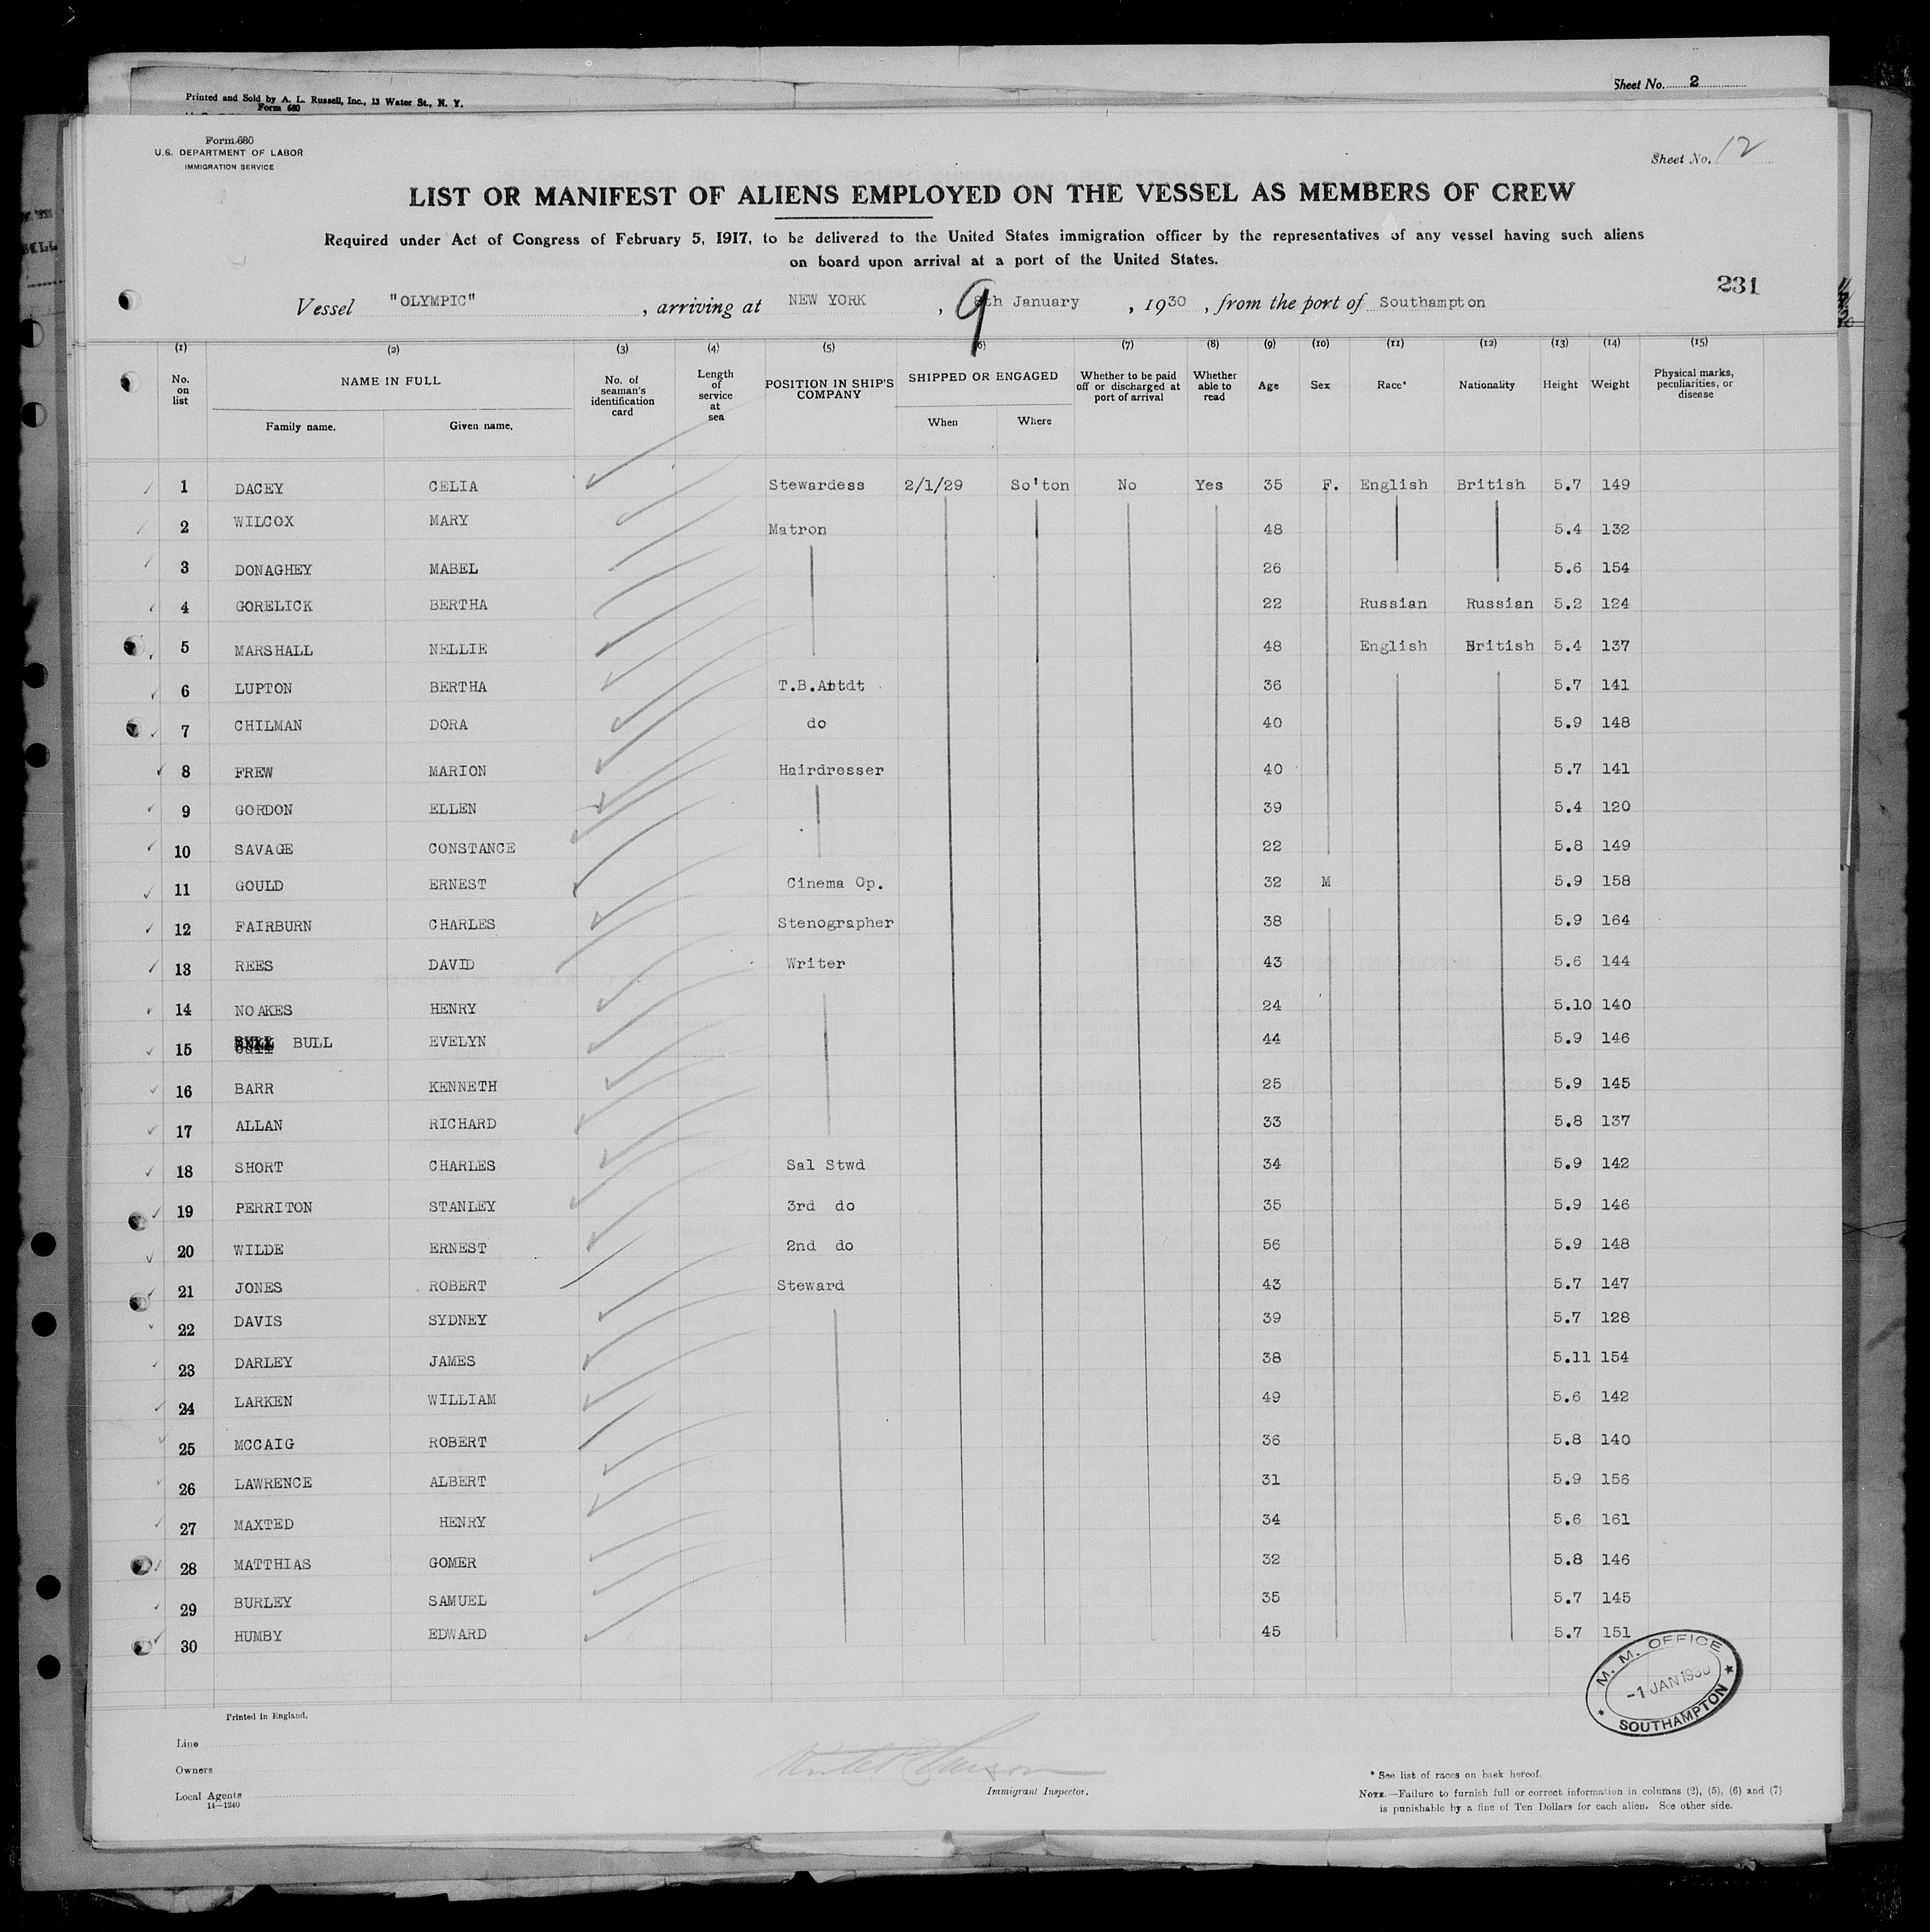 Sheet No. 2
Printed and Sold by A. L. Russell, Inc., 13 Water St., N. Y.
Form 680
Form 680
U.S. DEPARTMENT OF LABOR
IMMIGRATION SERVICE
Sheet No. 12
LIST OR MANIFEST OF ALIENS EMPLOYED ON THE VESSEL AS MEMBERS OF CREW
Required under Act of Congress of February 5, 1917, to be delivered to the United States immigration officer by the representatives of any vessel having such aliens
on board upon arrival at a port of the United States.
231
Vessel "OLYMPIC", arriving at NEW YORK, 9 8th January, 1930, from the port of Southampton
(1) (2) (3) (4) (5) (6) (7) (8) (9) (10) (11) (12) (13) (14) (15)
No. on list NAME IN FULL No. of seaman's identification card Length of service at sea POSITION IN SHIP'S COMPANY SHIPPED OR ENGAGED Whether to be paid off or discharged at port of arrival Whether able to read Age Sex Race* Nationality Height Weight Physical marks, peculiarities, or disease
Family name. Given name. When Where
1 DACEY CELIA Stewardess 2/1/29 So'ton No Yes 35 F. English British 5.7 149
2 WILCOX MARY Matron 48 5.4 132
3 DONAGHEY MABEL 26 5.6 154
4 GORELICK BERTHA 22 Russian Russian 5.2 124
5 MARSHALL NELLIE 48 English British 5.4 137
6 LUPTON BERTHA T.B.Attdt 36 5.7 141
7 CHILMAN DORA do 40 5.9 148
8 FREW MARION Hairdresser 40 5.7 141
9 GORDON ELLEN 39 5.4 120
10 SAVAGE CONSTANCE 22 5.8 149
11 GOULD ERNEST Cinema Op. 32 M 5.9 158
12 FAIRBURN CHARLES Stenographer 38 5.9 164
13 REES DAVID Writer 43 5.6 144
14 NOAKES HENRY 24 5.10 140
15 BULL EVELYN 44 5.9 146
16 BARR KENNETH 25 5.9 145
17 ALLAN RICHARD 33 5.8 137
18 SHORT CHARLES Sal Stwd 34 5.9 142
19 PERRITON STANLEY 3rd do 35 5.9 146
20 WILDE ERNEST 2nd do 56 5.9 148
21 JONES ROBERT Steward 43 5.7 147
22 DAVIS SYDNEY 39 5.7 128
23 DARLEY JAMES 38 5.11 154
24 LARKEN WILLIAM 49 5.6 142
25 MCCAIG ROBERT 36 5.8 140
26 LAWRENCE ALBERT 31 5.9 156
27 MAXTED HENRY 34 5.6 161
28 MATTHIAS GOMER 32 5.8 146
29 BURLEY SAMUEL 35 5.7 145
30 HUMBY EDWARD 45 5.7 151
M. M. OFFICE
-1 JAN 1930
SOUTHAMPTON
Printed in England.
Line
Owners
Local Agents
14—1240
Immigrant Inspector.
* See list of races on back hereof.
NOTE.—Failure to furnish full or correct information in columns (2), (5), (6) and (7)
is punishable by a fine of Ten Dollars for each alien. See other side.